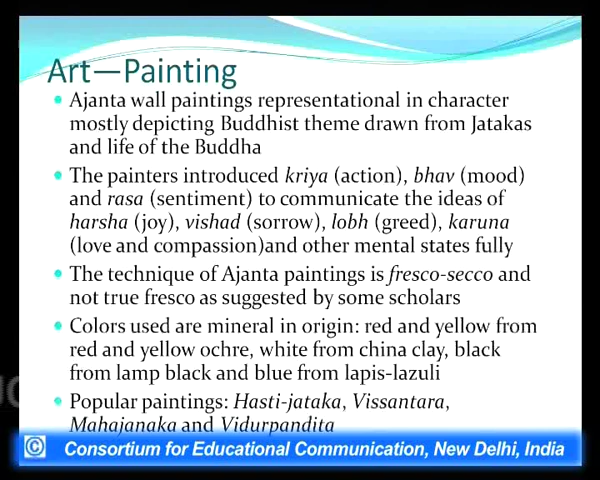 Art—Painting
• Ajanta wall paintings representational in character
mostly depicting Buddhist theme drawn from Jatakas
and life of the Buddha
• The painters introduced kriya (action), bhav (mood)
and rasa (sentiment) to communicate the ideas of
harsha (joy), vishad (sorrow), lobh (greed), karuna
(love and compassion)and other mental states fully
• The technique of Ajanta paintings is fresco-secco and
not true fresco as suggested by some scholars
• Colors used are mineral in origin: red and yellow from
red and yellow ochre, white from china clay, black
from lamp black and blue from lapis-lazuli
• Popular paintings: Hasti-jataka, Vissantara,
Mahajanaka and Vidurpandita
© Consortium for Educational Communication, New Delhi, India